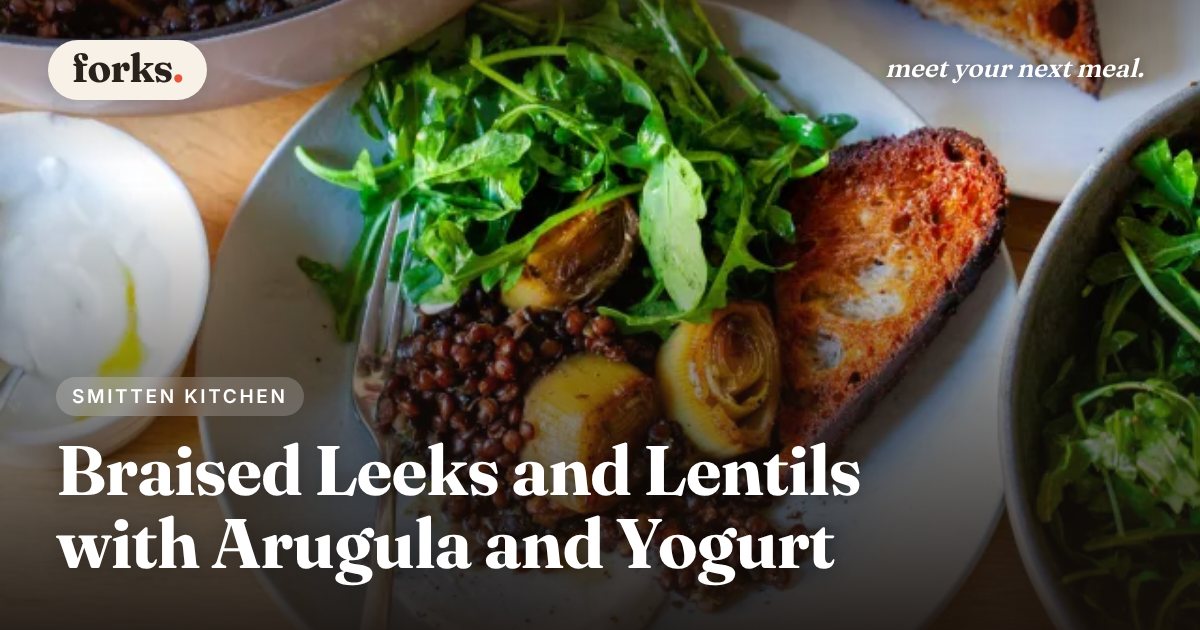 forks.
meet your next meal.
SMITTEN KITCHEN
Braised Leeks and Lentils
with Arugula and Yogurt